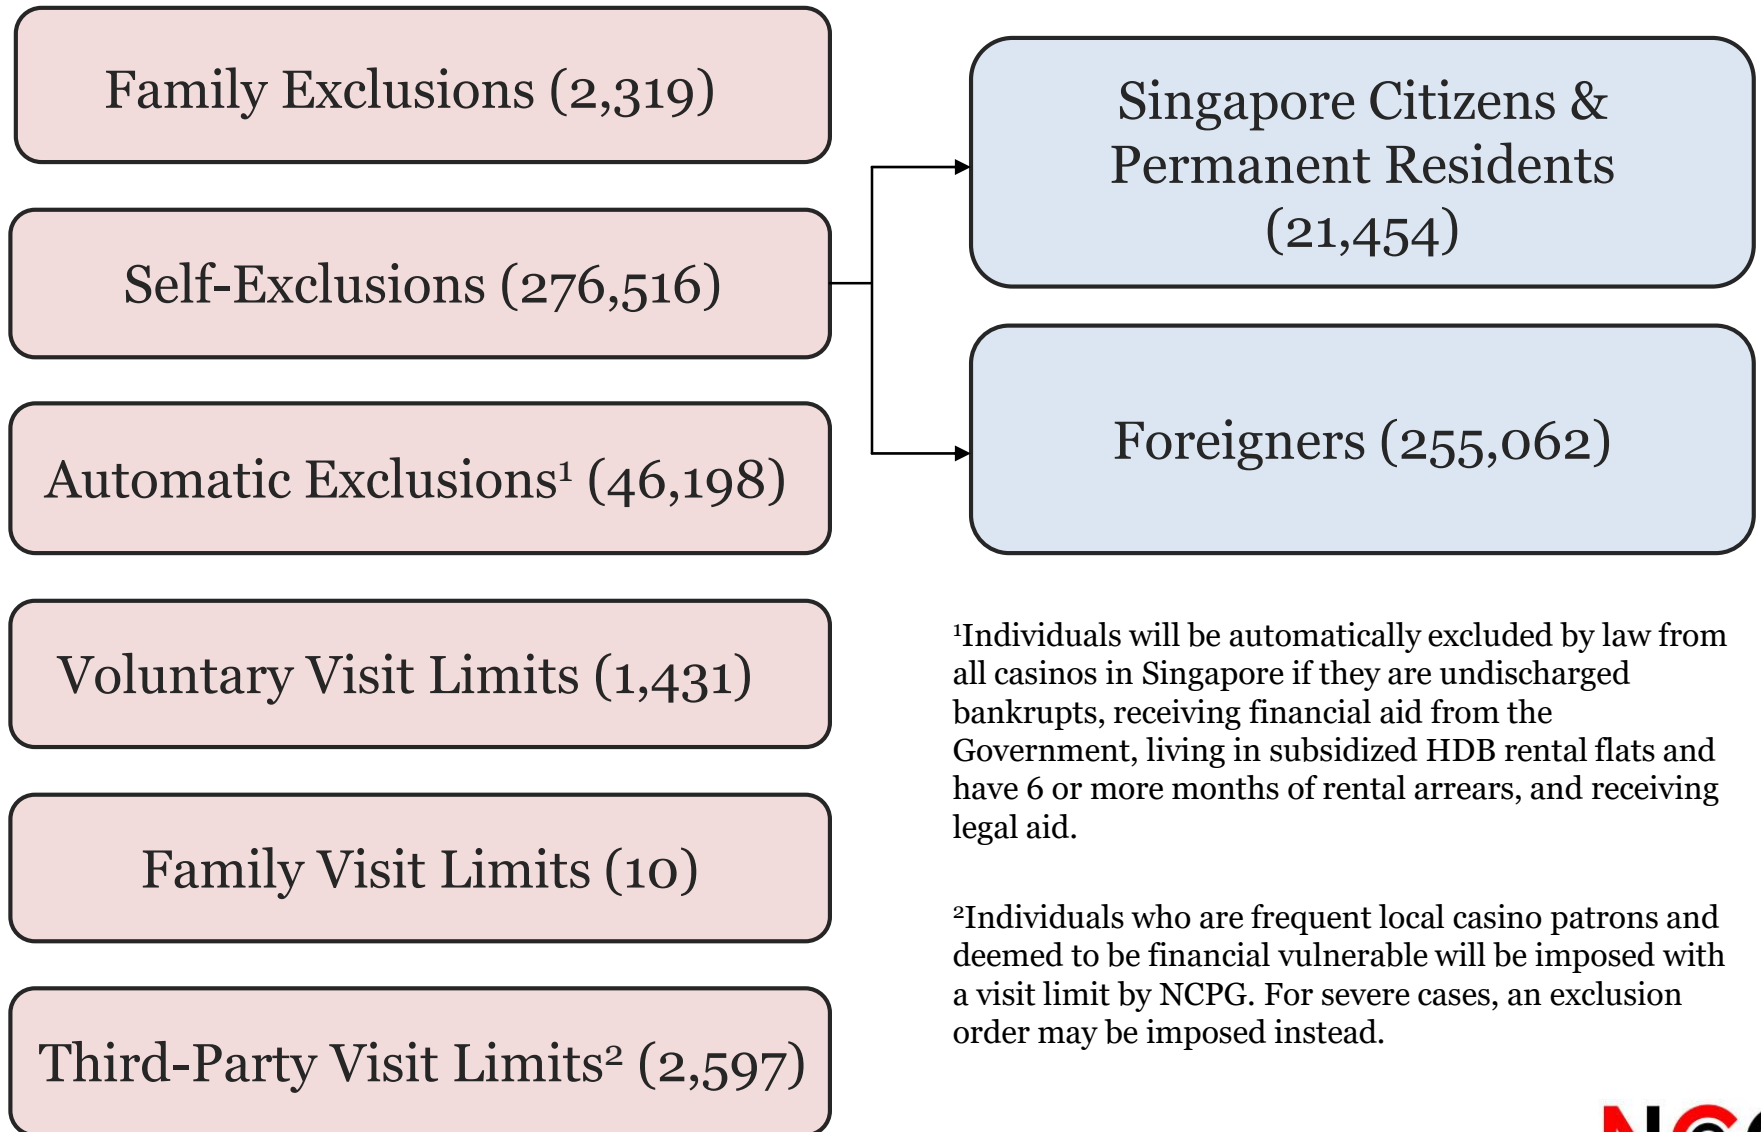 Family Exclusions (2,319)
Self-Exclusions (276,516)
Automatic Exclusions¹ (46,198)
Voluntary Visit Limits (1,431)
Family Visit Limits (10)
Third-Party Visit Limits² (2,597)
Singapore Citizens &
Permanent Residents
(21,454)
Foreigners (255,062)
¹Individuals will be automatically excluded by law from
all casinos in Singapore if they are undischarged
bankrupts, receiving financial aid from the
Government, living in subsidized HDB rental flats and
have 6 or more months of rental arrears, and receiving
legal aid.
²Individuals who are frequent local casino patrons and
deemed to be financial vulnerable will be imposed with
a visit limit by NCPG. For severe cases, an exclusion
order may be imposed instead.